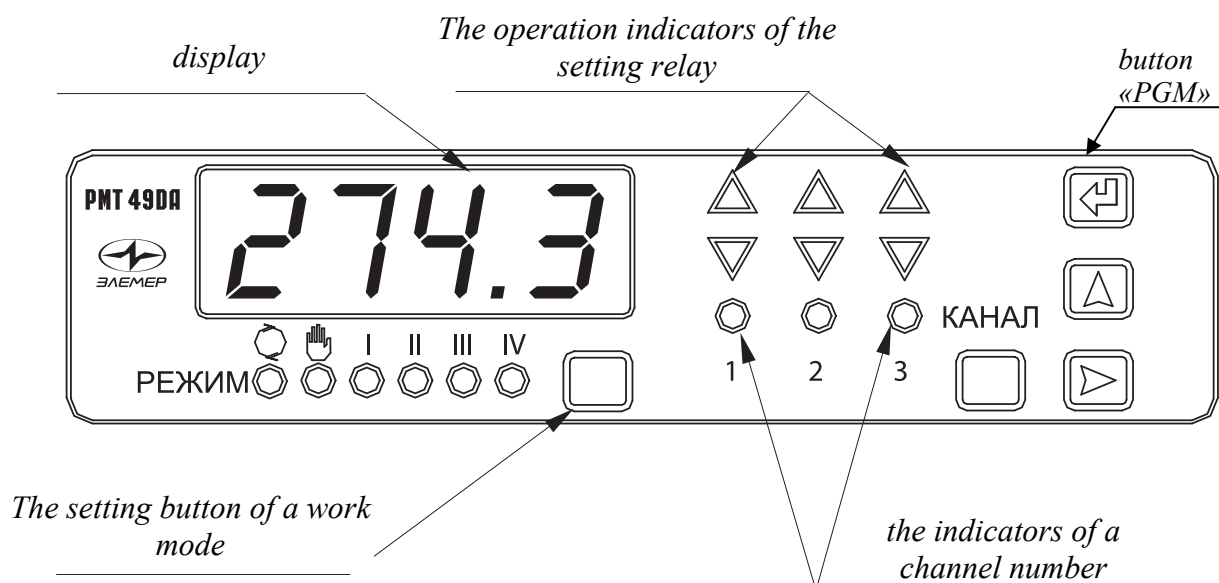 display
The operation indicators of the
setting relay
button
«PGM»
РМТ 49DA
ЭЛЕМЕР
274.3
I II III IV
РЕЖИМ
КАНАЛ
1 2 3
The setting button of a work
mode
the indicators of a
channel number